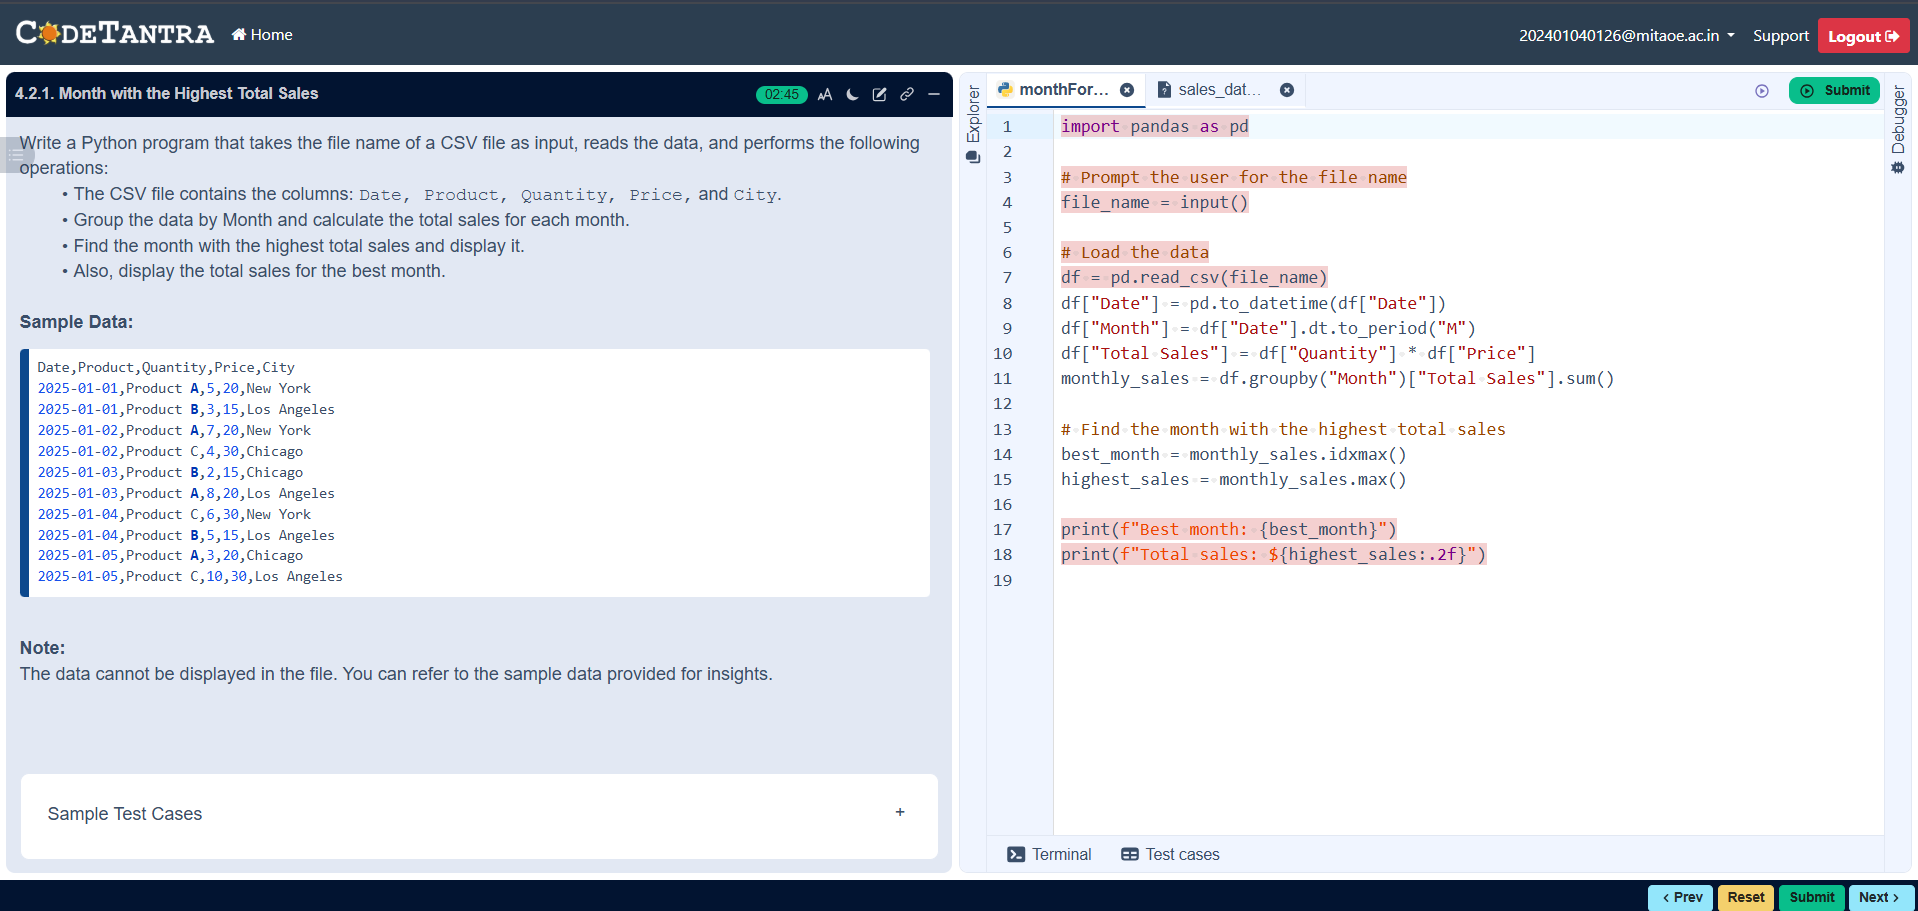 CODETANTRA Home
202401040126@mitaoe.ac.in Support Logout
4.2.1. Month with the Highest Total Sales
02:45
Write a Python program that takes the file name of a CSV file as input, reads the data, and performs the following
operations:
• The CSV file contains the columns: Date, Product, Quantity, Price, and City.
• Group the data by Month and calculate the total sales for each month.
• Find the month with the highest total sales and display it.
• Also, display the total sales for the best month.
Sample Data:
Date,Product,Quantity,Price,City
2025-01-01,Product A,5,20,New York
2025-01-01,Product B,3,15,Los Angeles
2025-01-02,Product A,7,20,New York
2025-01-02,Product C,4,30,Chicago
2025-01-03,Product B,2,15,Chicago
2025-01-03,Product A,8,20,Los Angeles
2025-01-04,Product C,6,30,New York
2025-01-04,Product B,5,15,Los Angeles
2025-01-05,Product A,3,20,Chicago
2025-01-05,Product C,10,30,Los Angeles
Note:
The data cannot be displayed in the file. You can refer to the sample data provided for insights.
Sample Test Cases
+
Explorer
monthFor...
sales_dat...
Submit
Debugger
1 import pandas as pd
2
3 # Prompt the user for the file name
4 file_name = input()
5
6 # Load the data
7 df = pd.read_csv(file_name)
8 df["Date"] = pd.to_datetime(df["Date"])
9 df["Month"] = df["Date"].dt.to_period("M")
10 df["Total Sales"] = df["Quantity"] * df["Price"]
11 monthly_sales = df.groupby("Month")["Total Sales"].sum()
12
13 # Find the month with the highest total sales
14 best_month = monthly_sales.idxmax()
15 highest_sales = monthly_sales.max()
16
17 print(f"Best month: {best_month}")
18 print(f"Total sales: ${highest_sales:.2f}")
19
Terminal
Test cases
< Prev
Reset
Submit
Next >